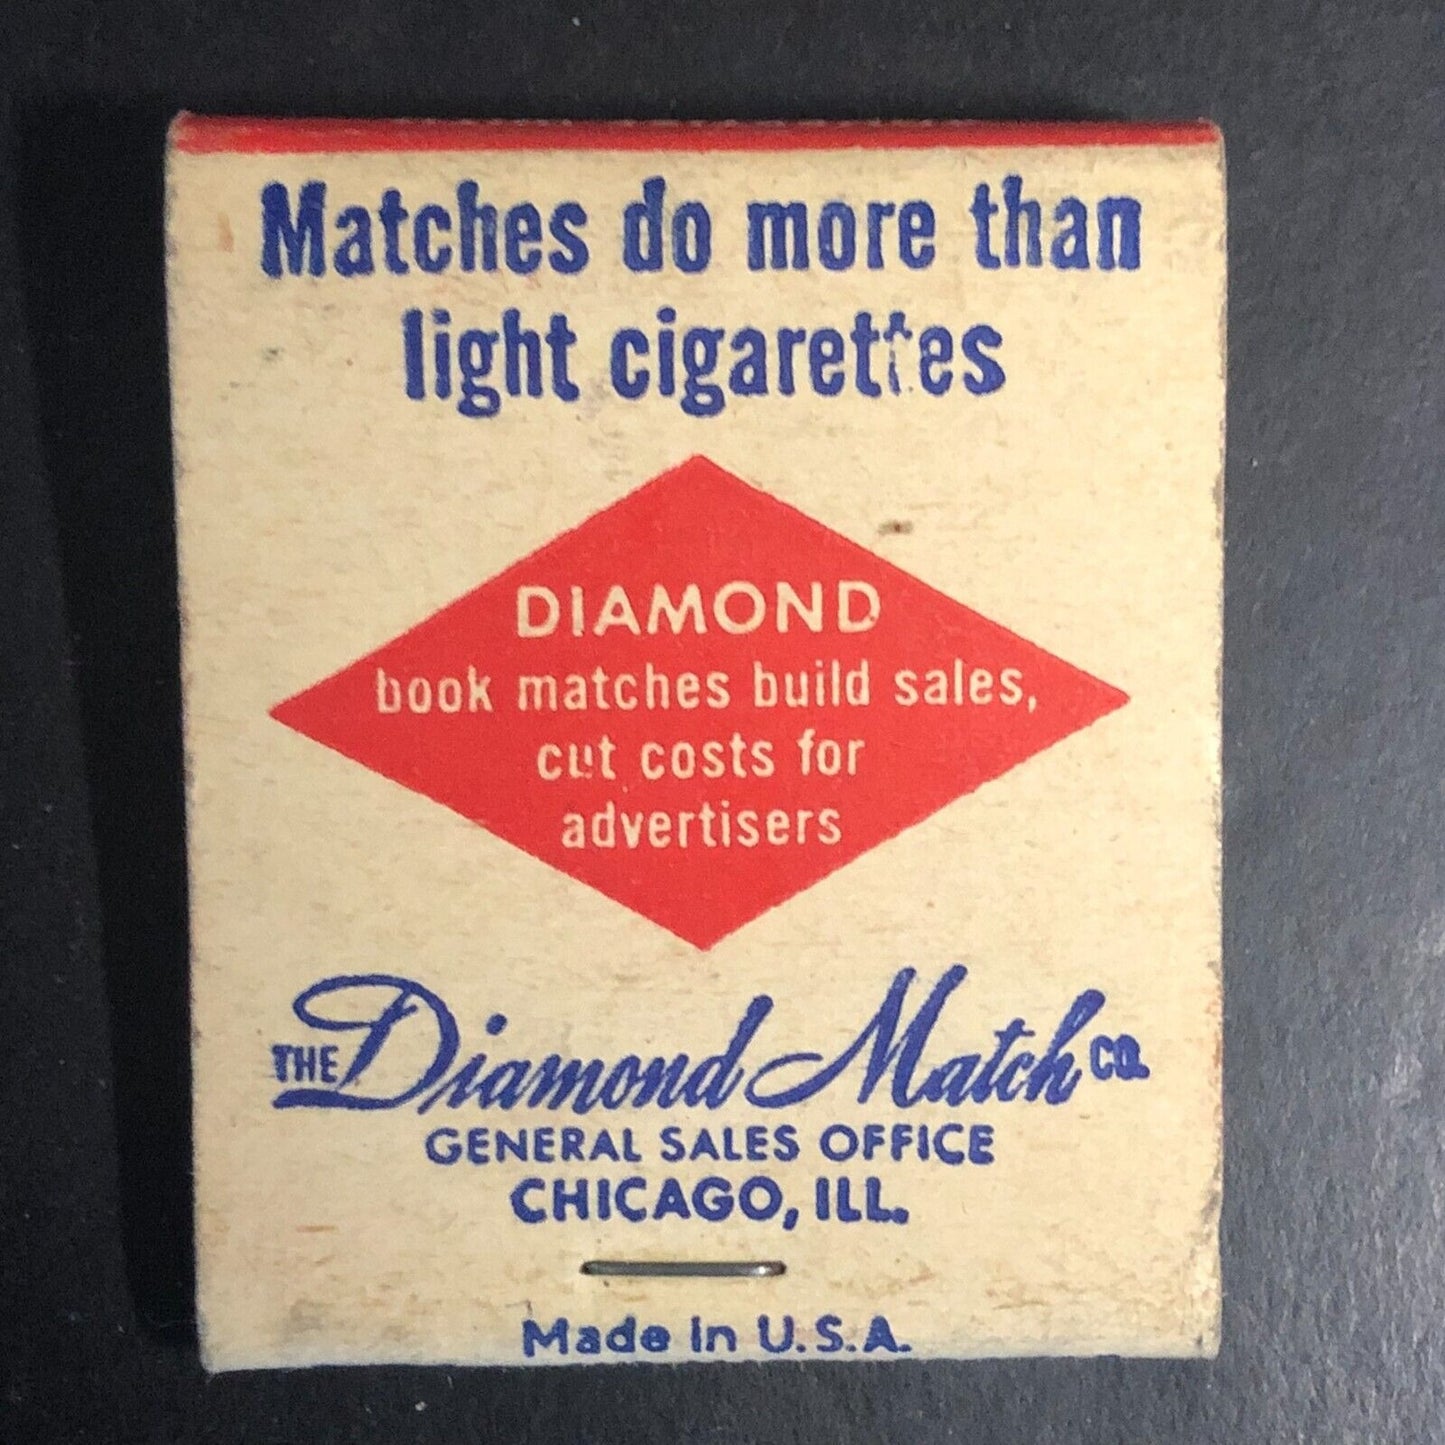 Matches do more than
light cigarettes
DIAMOND
book matches build sales,
cut costs for
advertisers
THE Diamond Match CO.
GENERAL SALES OFFICE
CHICAGO, ILL.
Made in U.S.A.